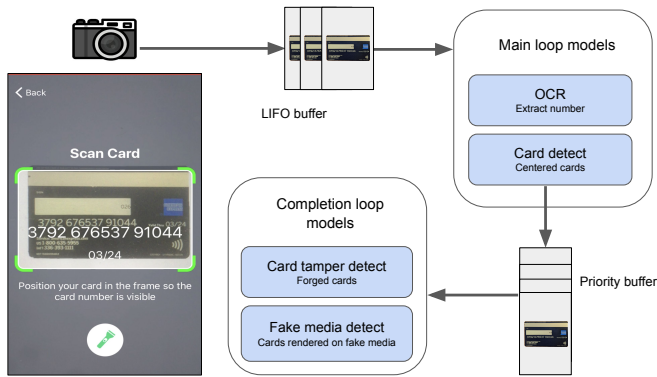 LIFO buffer
Main loop models
OCR
Extract number
Card detect
Centered cards
Priority buffer
Completion loop
models
Card tamper detect
Forged cards
Fake media detect
Cards rendered on fake media
Back
Scan Card
3792 676537 91044
03/24
3792 676537 91044
03/24
Position your card in the frame so the
card number is visible